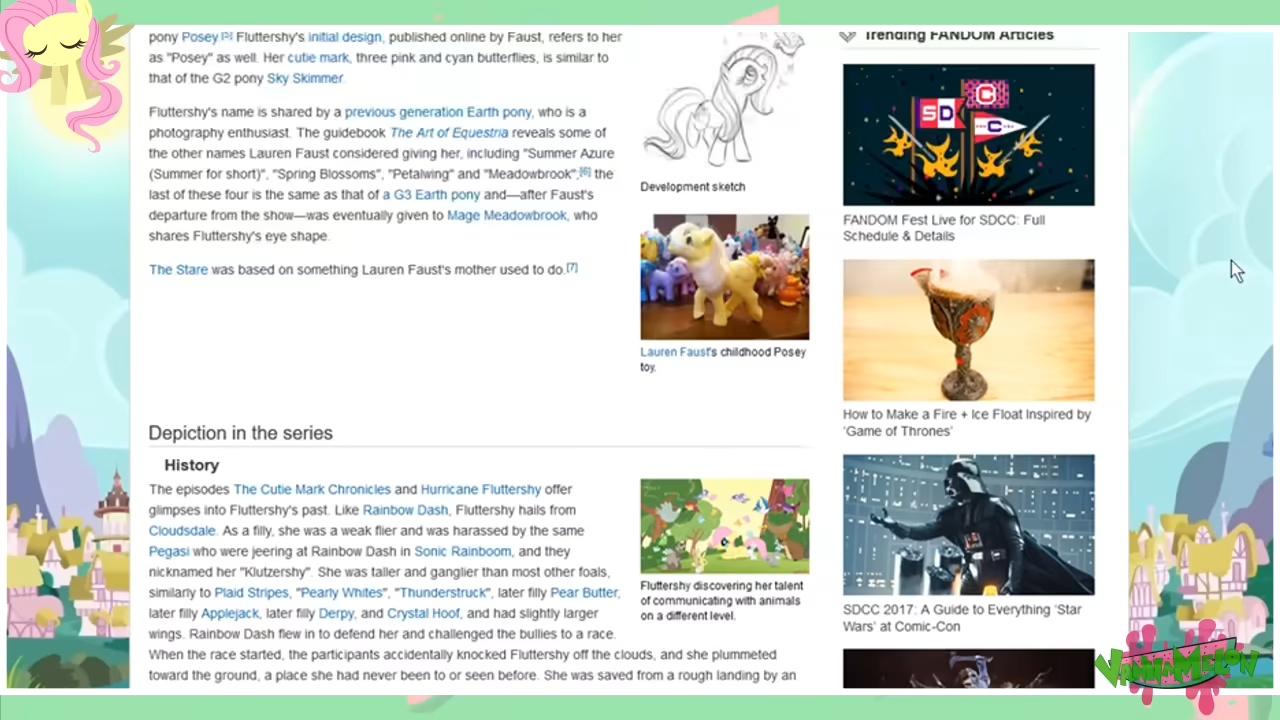 pony Posey.[5] Fluttershy's initial design, published online by Faust, refers to her
as "Posey" as well. Her cutie mark, three pink and cyan butterflies, is similar to
that of the G2 pony Sky Skimmer.
Fluttershy's name is shared by a previous generation Earth pony, who is a
photography enthusiast. The guidebook The Art of Equestria reveals some of
the other names Lauren Faust considered giving her, including "Summer Azure
(Summer for short)", "Spring Blossoms", "Petalwing" and "Meadowbrook",[6] the
last of these four is the same as that of a G3 Earth pony and—after Faust's
departure from the show—was eventually given to Mage Meadowbrook, who
shares Fluttershy's eye shape.
The Stare was based on something Lauren Faust's mother used to do.[7]
Development sketch
Lauren Faust's childhood Posey
toy.
Depiction in the series
History
The episodes The Cutie Mark Chronicles and Hurricane Fluttershy offer
glimpses into Fluttershy's past. Like Rainbow Dash, Fluttershy hails from
Cloudsdale. As a filly, she was a weak flier and was harassed by the same
Pegasi who were jeering at Rainbow Dash in Sonic Rainboom, and they
nicknamed her "Klutzershy". She was taller and ganglier than most other foals,
similarly to Plaid Stripes, "Pearly Whites", "Thunderstruck", later filly Pear Butter,
later filly Applejack, later filly Derpy, and Crystal Hoof, and had slightly larger
wings. Rainbow Dash flew in to defend her and challenged the bullies to a race.
When the race started, the participants accidentally knocked Fluttershy off the clouds, and she plummeted
toward the ground, a place she had never been to or seen before. She was saved from a rough landing by an
Fluttershy discovering her talent
of communicating with animals
on a different level.
Trending FANDOM Articles
SD
C
C
FANDOM Fest Live for SDCC: Full
Schedule & Details
How to Make a Fire + Ice Float Inspired by
'Game of Thrones'
SDCC 2017: A Guide to Everything 'Star
Wars' at Comic-Con
VANNAMELON